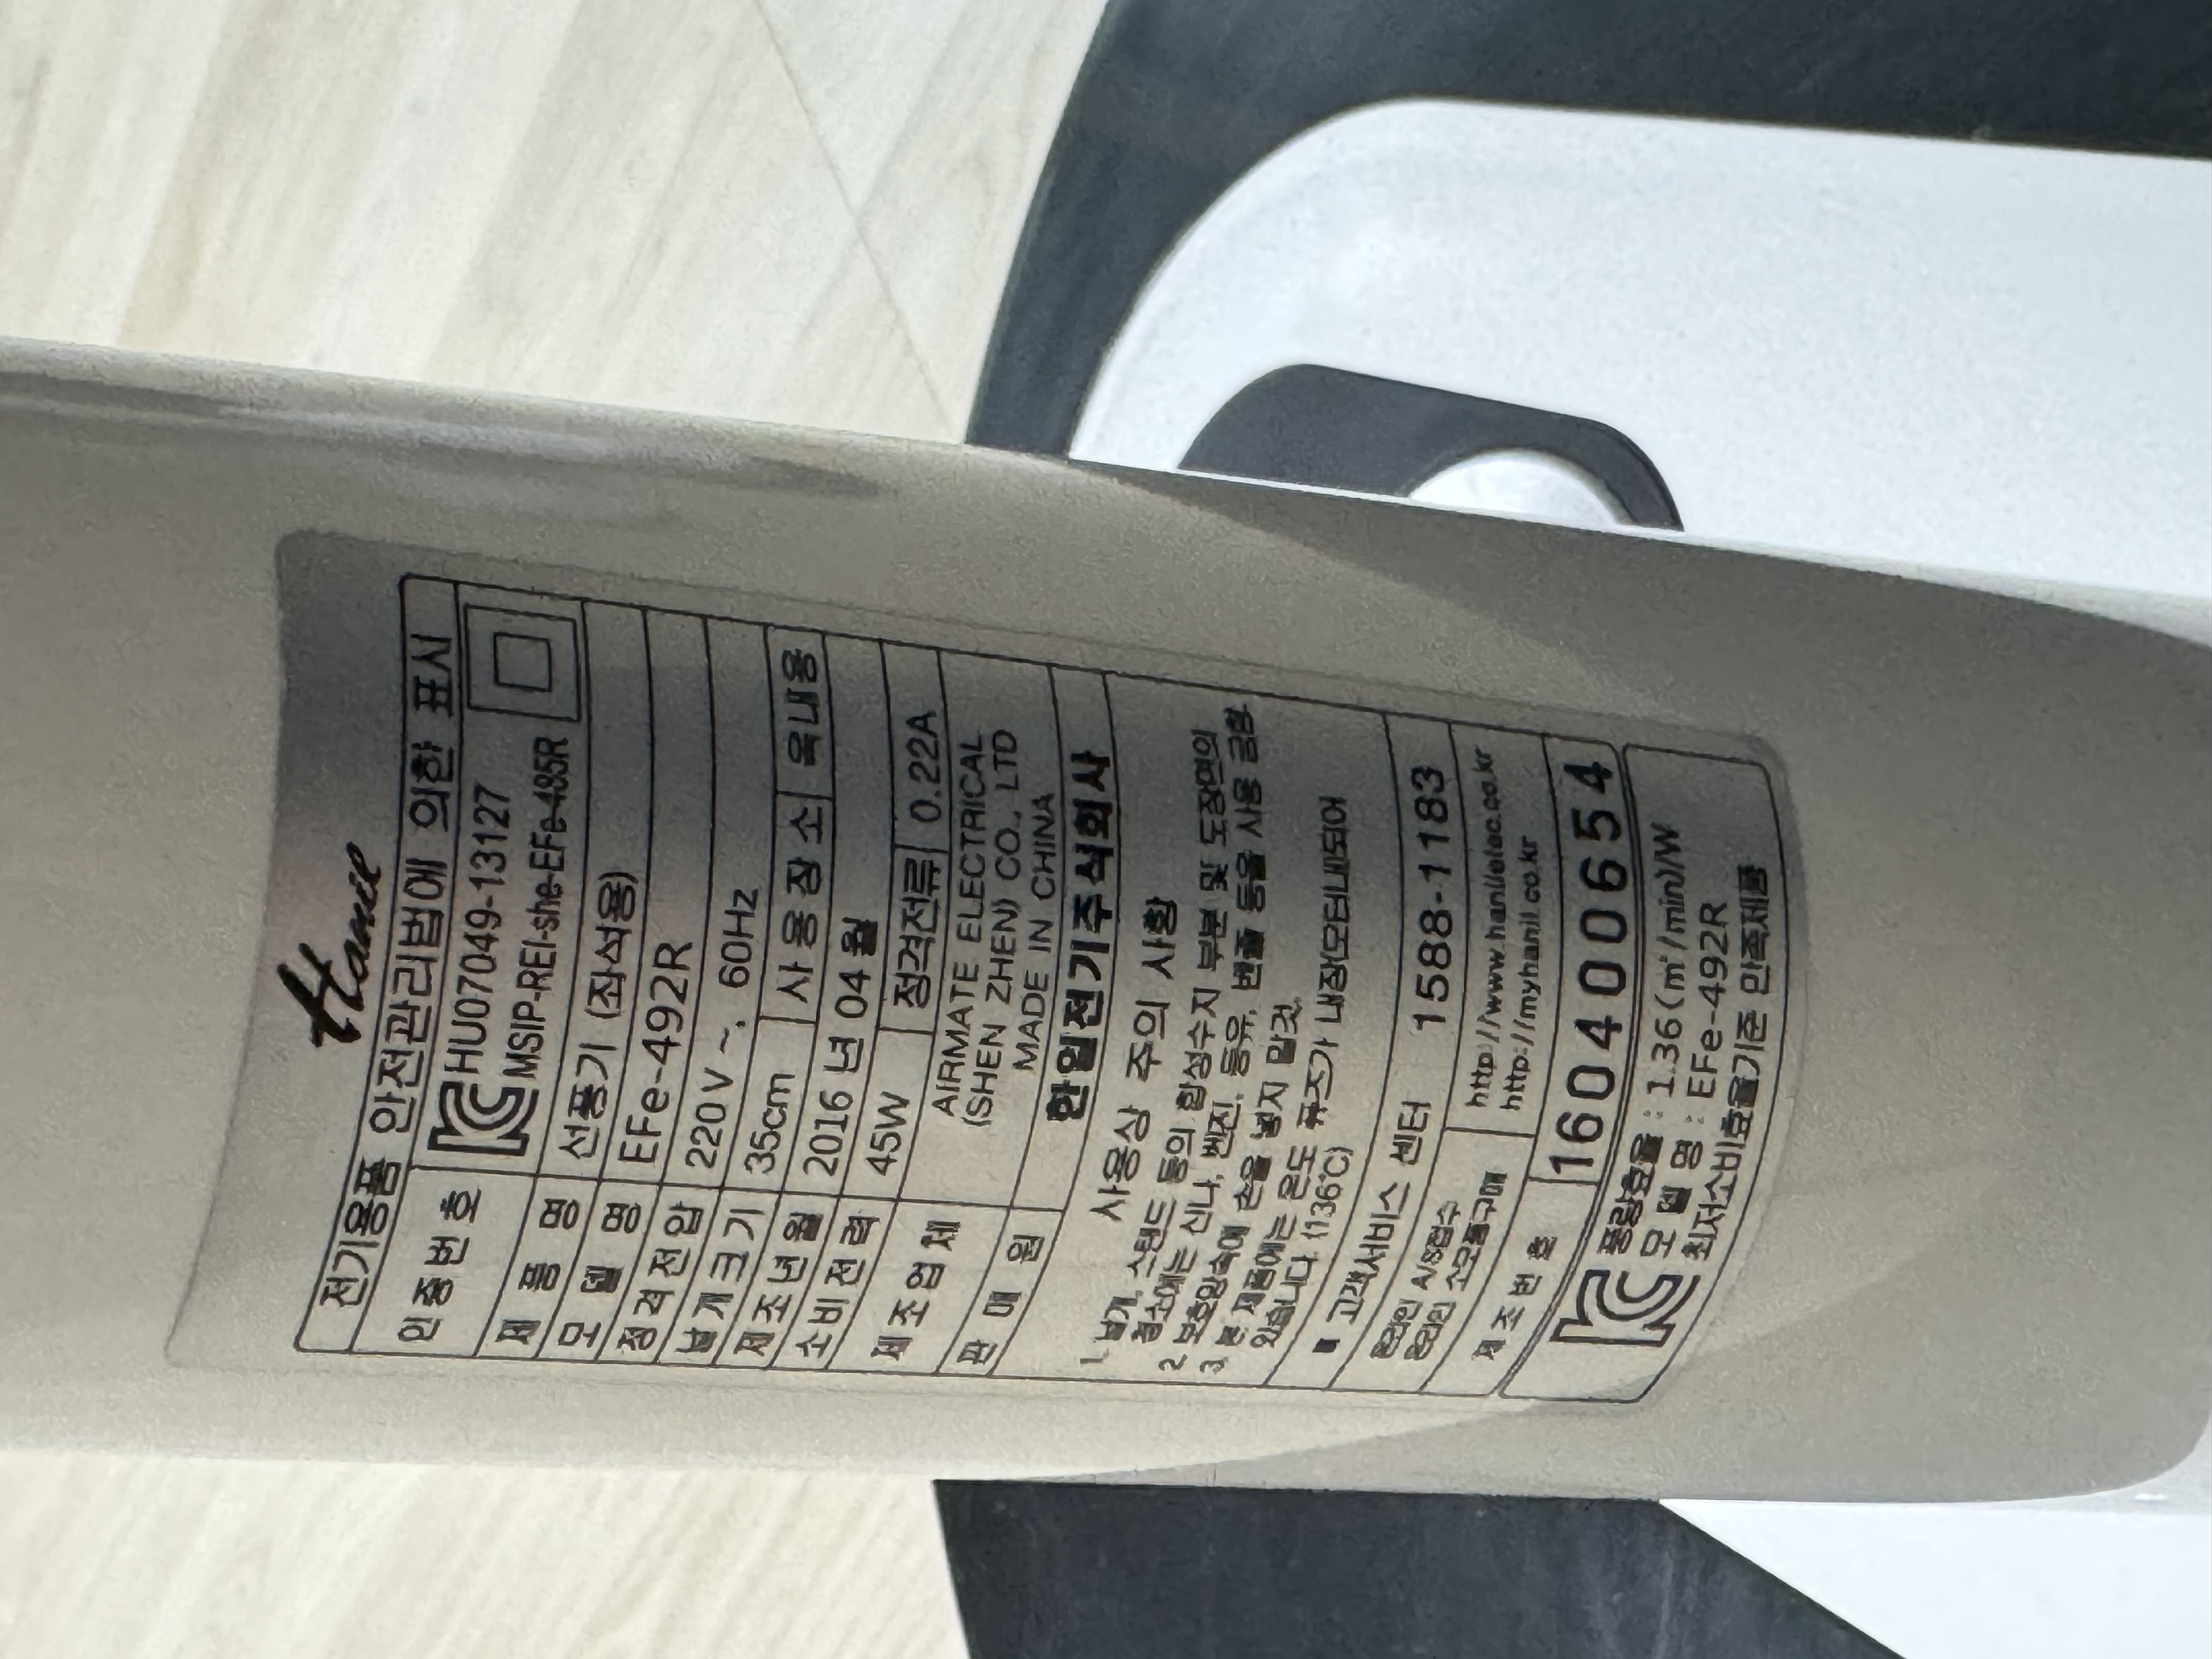 Hanil
전기용품 안전관리법에 의한 표시
인증번호 HU07049-13127
MSIP-REI-she-EFe-485R
제품명 선풍기 (좌석용)
모델명 EFe-492R
정격전압 220V ~, 60Hz
날개크기 35cm 사용장소 옥내용
제조년월 2016년 04월
소비전력 45W 정격전류 0.22A
제조업체 AIRMATE ELECTRICAL
(SHEN ZHEN) CO., LTD
MADE IN CHINA
판매원 한일전기주식회사
사용상 주의 사항
1. 날개, 스탠드 등의 합성수지 부분 및 도장면의
청소에는 신나, 벤진, 등유, 벤졸 등을 사용 금함.
2. 보호망속에 손을 넣지 말것.
3. 본 제품에는 온도 퓨즈가 내장(모터내)되어
있습니다. (136℃)
■ 고객서비스 센터 1588-1183
온라인 A/S접수 http://www.hanilelec.co.kr
온라인 소모품구매 http://myhanil.co.kr
제조번호 160400654
풍량효율 : 1.36(㎥/min)/W
모델명 : EFe-492R
최저소비효율기준 만족제품